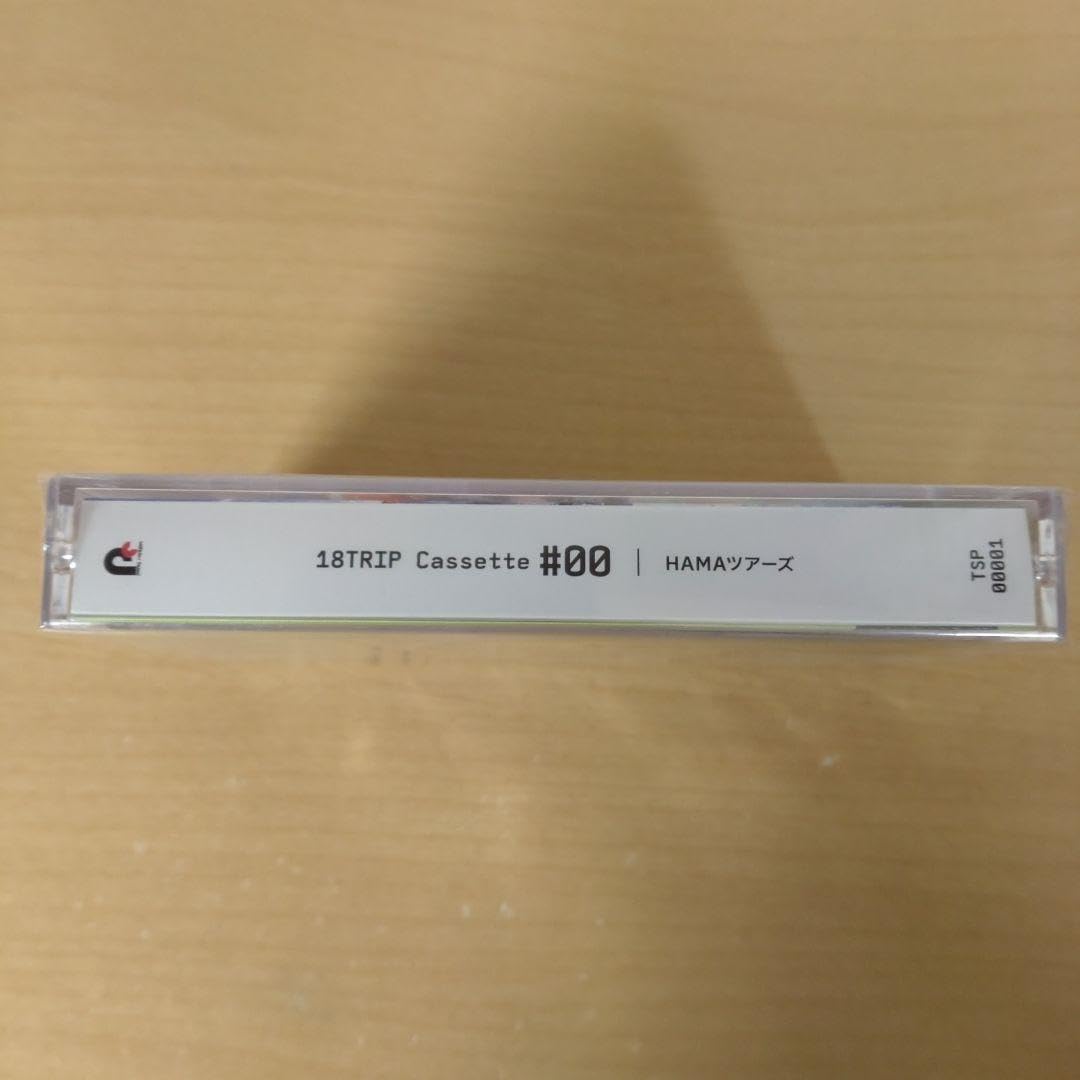 18TRIP Cassette #00 | HAMAツアーズ
TSP
00001